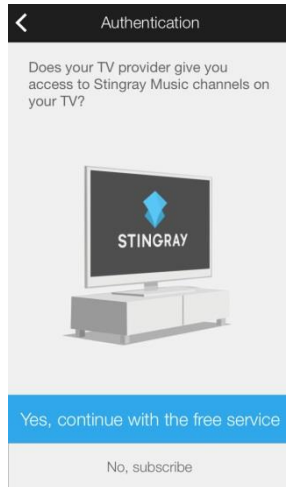 Authentication
Does your TV provider give you
access to Stingray Music channels on
your TV?
STINGRAY
Yes, continue with the free service
No, subscribe